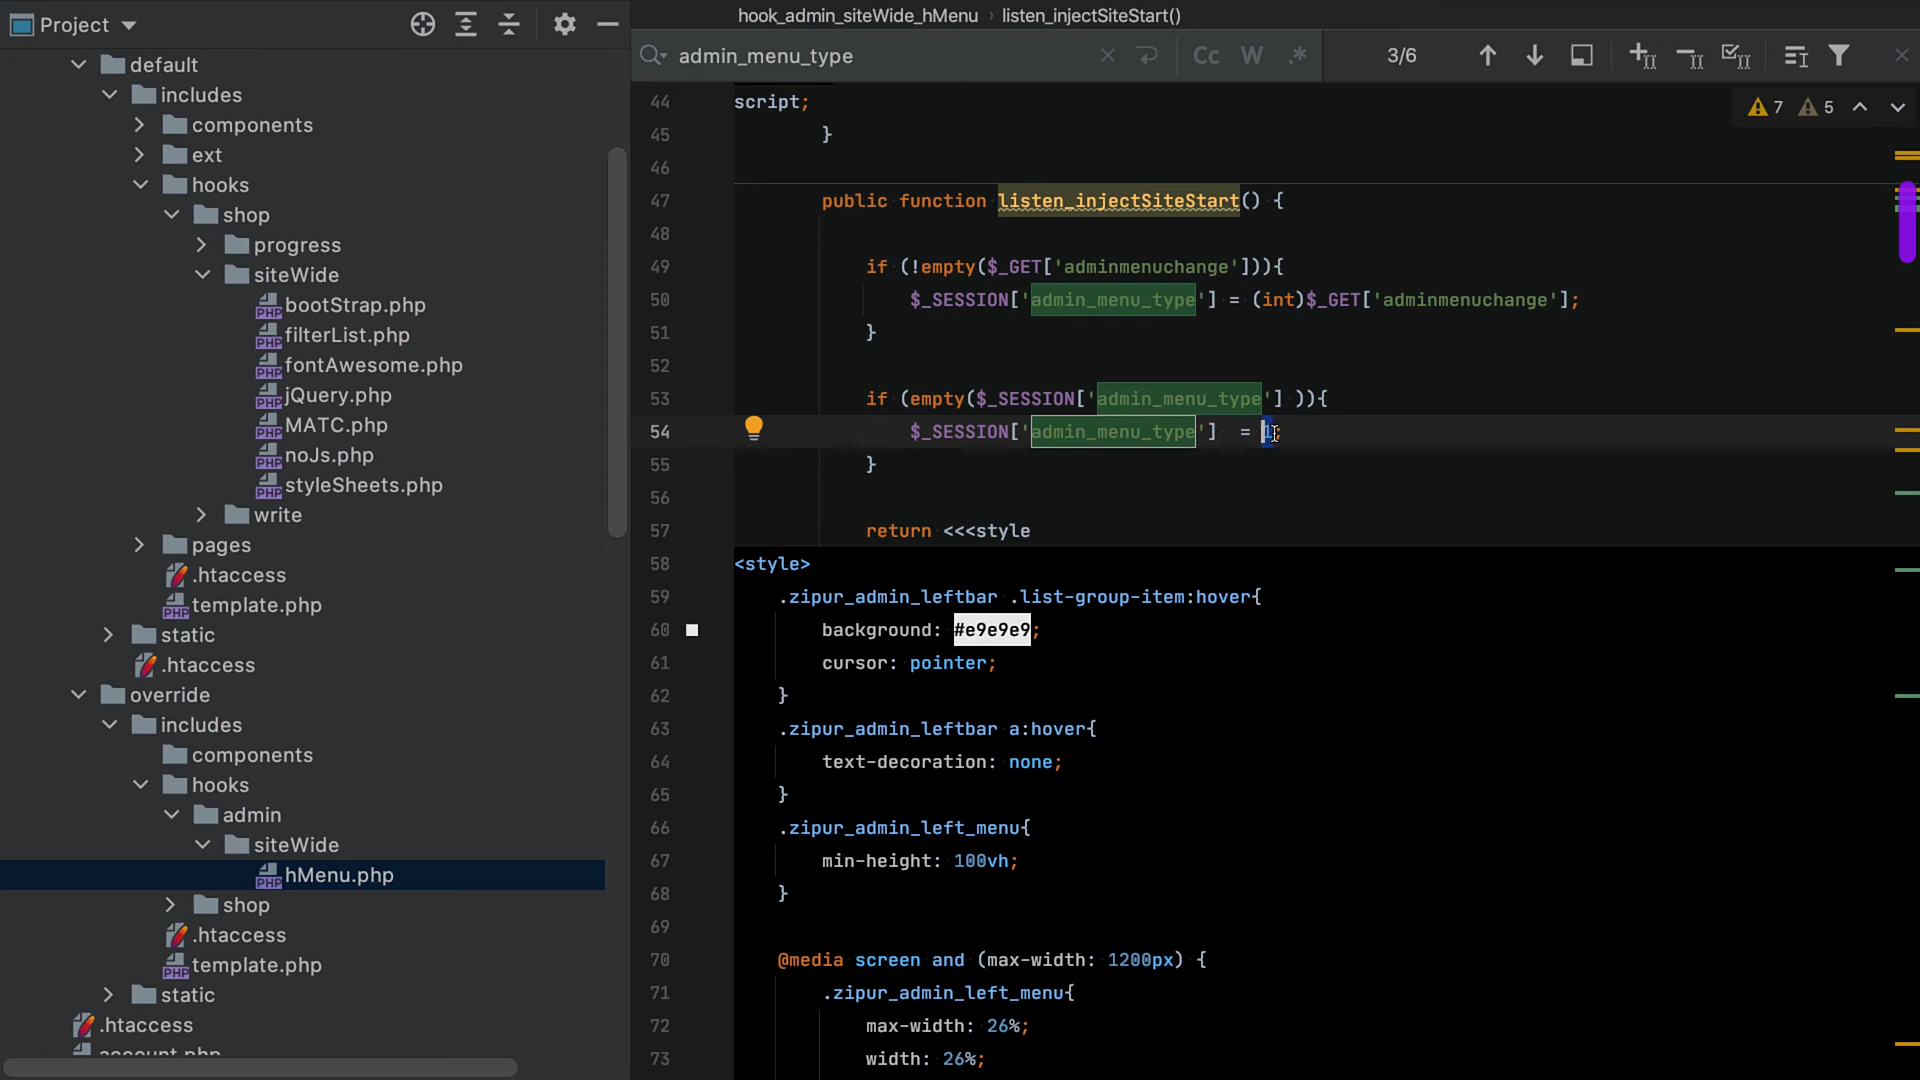 Project
default
includes
components
ext
hooks
shop
progress
siteWide
bootStrap.php
filterList.php
fontAwesome.php
jQuery.php
MATC.php
noJs.php
styleSheets.php
write
pages
.htaccess
template.php
static
.htaccess
override
includes
components
hooks
admin
siteWide
hMenu.php
shop
.htaccess
template.php
static
.htaccess
account.php
hook_admin_siteWide_hMenu › listen_injectSiteStart()
admin_menu_type
Cc W .* 3/6
7 5
44 script;
45 }
46
47 public function listen_injectSiteStart() {
48
49 if (!empty($_GET['adminmenuchange'])){
50 $_SESSION['admin_menu_type'] = (int)$_GET['adminmenuchange'];
51 }
52
53 if (empty($_SESSION['admin_menu_type'] )){
54 $_SESSION['admin_menu_type']  = 1;
55 }
56
57 return <<<style
58 <style>
59 .zipur_admin_leftbar .list-group-item:hover{
60 background: #e9e9e9;
61 cursor: pointer;
62 }
63 .zipur_admin_leftbar a:hover{
64 text-decoration: none;
65 }
66 .zipur_admin_left_menu{
67 min-height: 100vh;
68 }
69
70 @media screen and (max-width: 1200px) {
71 .zipur_admin_left_menu{
72 max-width: 26%;
73 width: 26%;